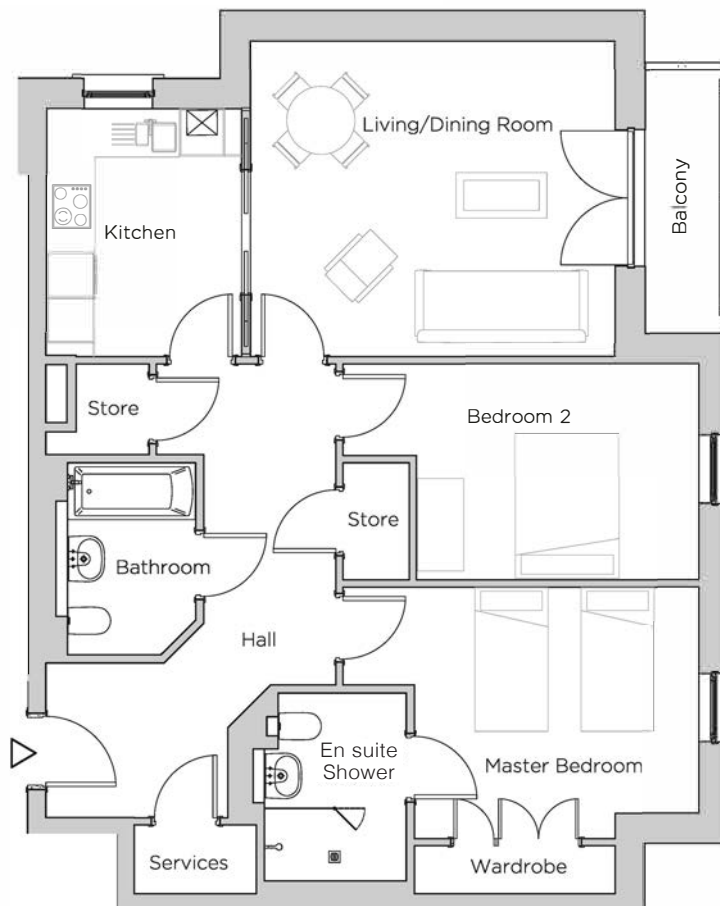 Living/Dining Room
Balcony
Kitchen
Store
Bedroom 2
Store
Bathroom
Hall
En suite
Shower
Master Bedroom
Services
Wardrobe